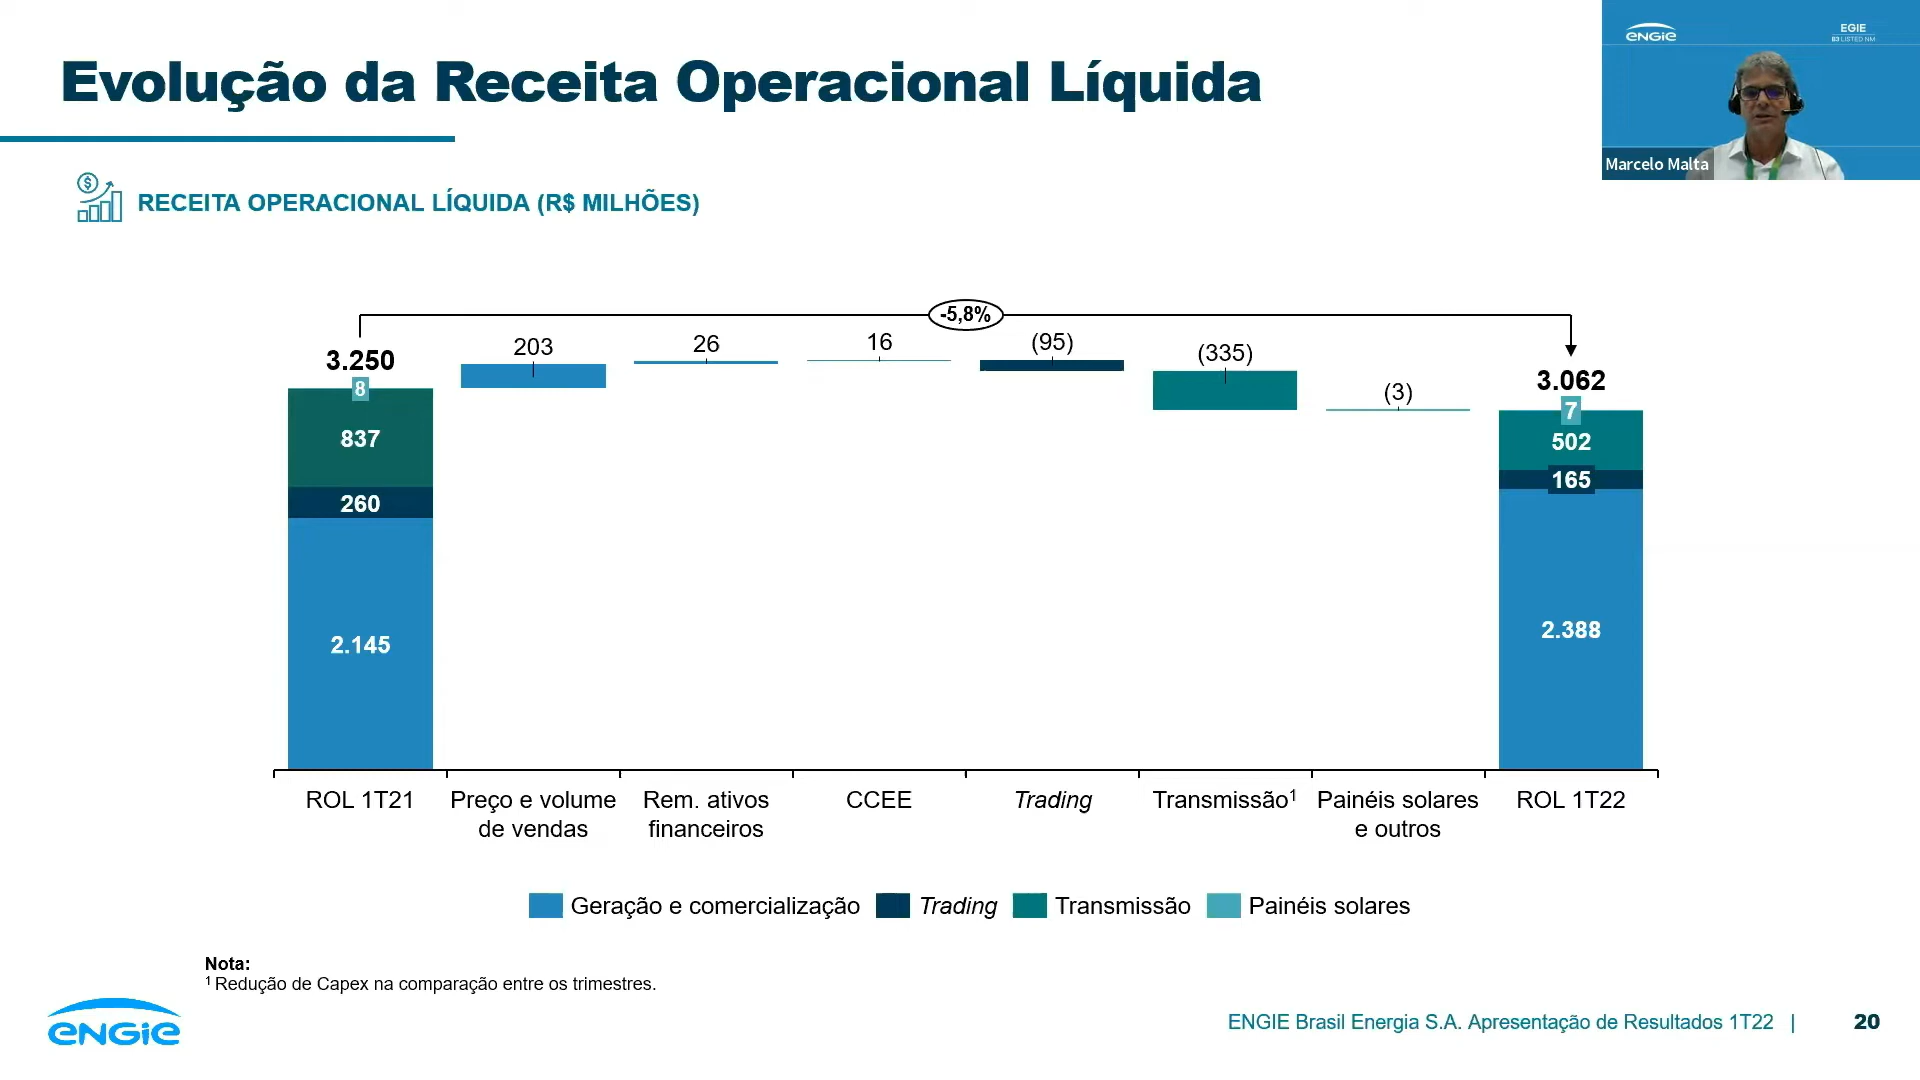 Evolução da Receita Operacional Líquida
ENGIE
EGIE
B3 LISTED NM
Marcelo Malta
$
RECEITA OPERACIONAL LÍQUIDA (R$ MILHÕES)
-5,8%
3.250
8
837
260
2.145
203
26
16
(95)
(335)
(3)
3.062
7
502
165
2.388
ROL 1T21
Preço e volume
de vendas
Rem. ativos
financeiros
CCEE
Trading
Transmissão¹
Painéis solares
e outros
ROL 1T22
Geração e comercialização
Trading
Transmissão
Painéis solares
Nota:
¹ Redução de Capex na comparação entre os trimestres.
ENGIE
ENGIE Brasil Energia S.A. Apresentação de Resultados 1T22 |
20